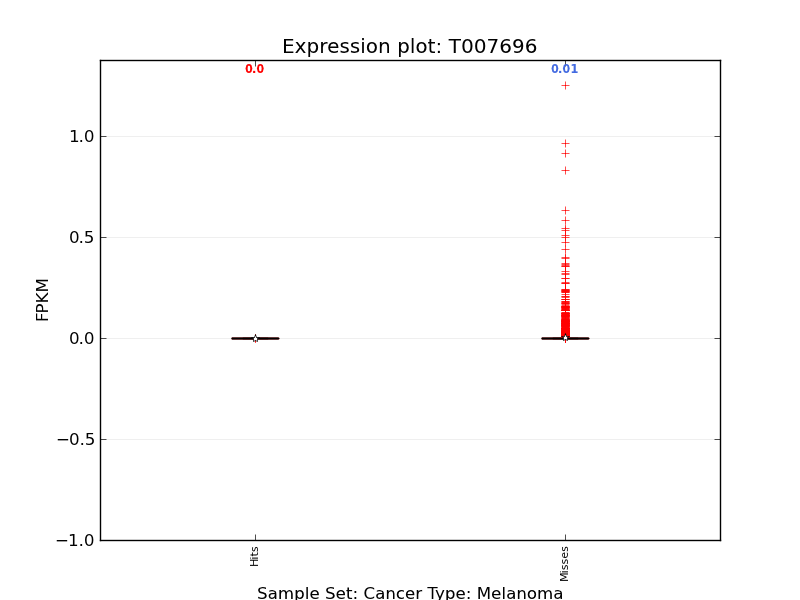 Expression plot: T007696
0.0
0.01
1.0
0.5
0.0
−0.5
−1.0
FPKM
Hits
Misses
Sample Set: Cancer Type: Melanoma